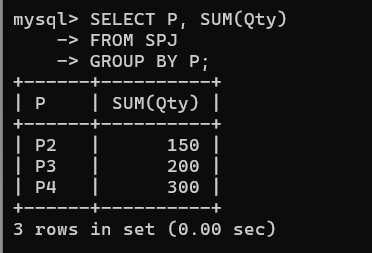 mysql> SELECT P, SUM(Qty)
    -> FROM SPJ
    -> GROUP BY P;
+------+----------+
| P    | SUM(Qty) |
+------+----------+
| P2   |      150 |
| P3   |      200 |
| P4   |      300 |
+------+----------+
3 rows in set (0.00 sec)